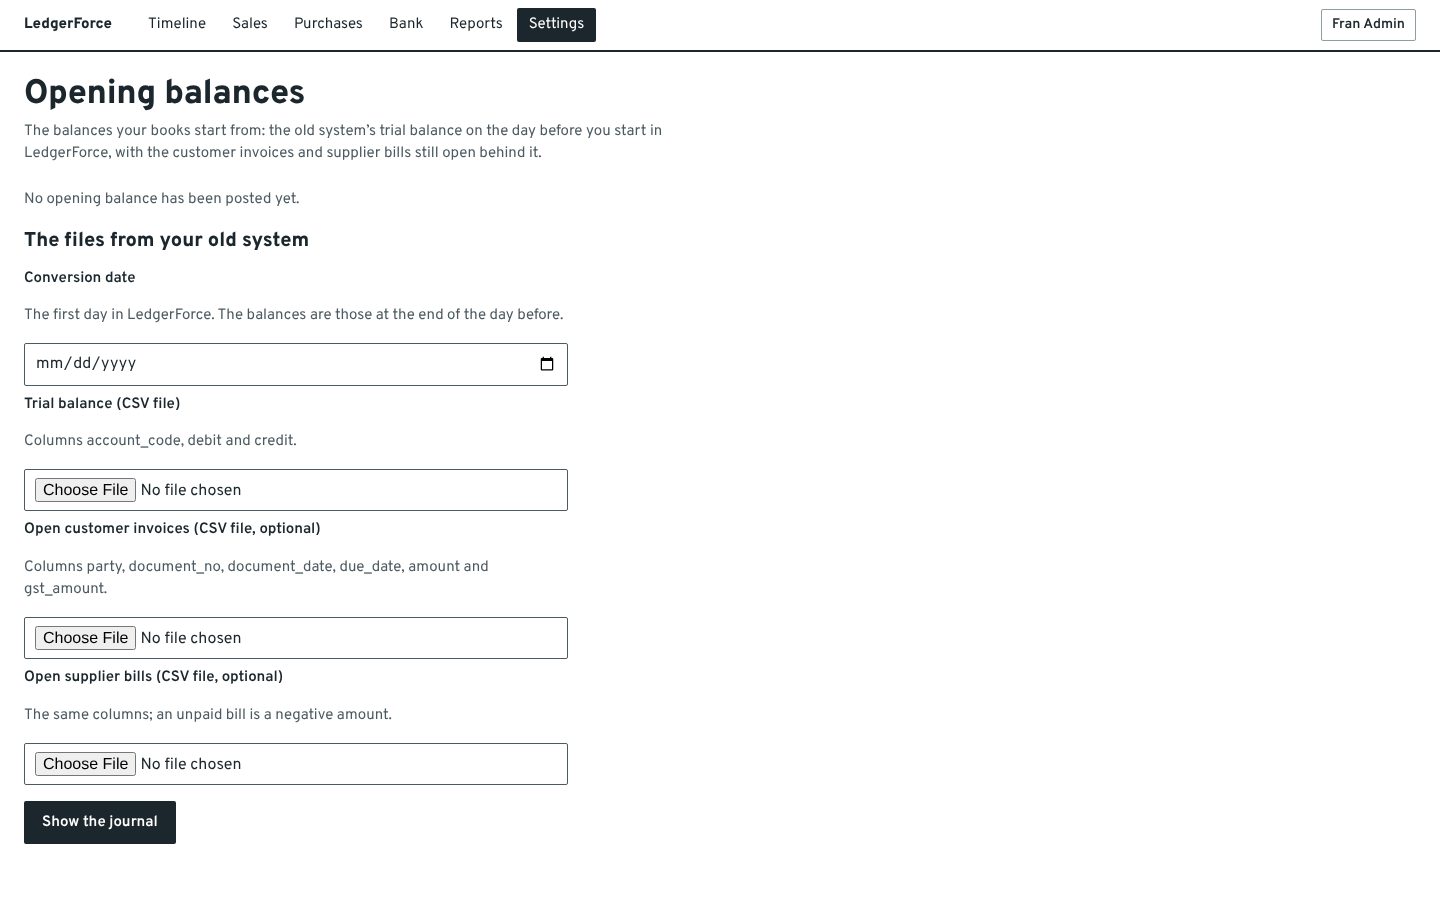 LedgerForce Timeline Sales Purchases Bank Reports Settings Fran Admin
Opening balances
The balances your books start from: the old system’s trial balance on the day before you start in
LedgerForce, with the customer invoices and supplier bills still open behind it.
No opening balance has been posted yet.
The files from your old system
Conversion date
The first day in LedgerForce. The balances are those at the end of the day before.
mm/dd/yyyy
Trial balance (CSV file)
Columns account_code, debit and credit.
Choose File No file chosen
Open customer invoices (CSV file, optional)
Columns party, document_no, document_date, due_date, amount and
gst_amount.
Choose File No file chosen
Open supplier bills (CSV file, optional)
The same columns; an unpaid bill is a negative amount.
Choose File No file chosen
Show the journal